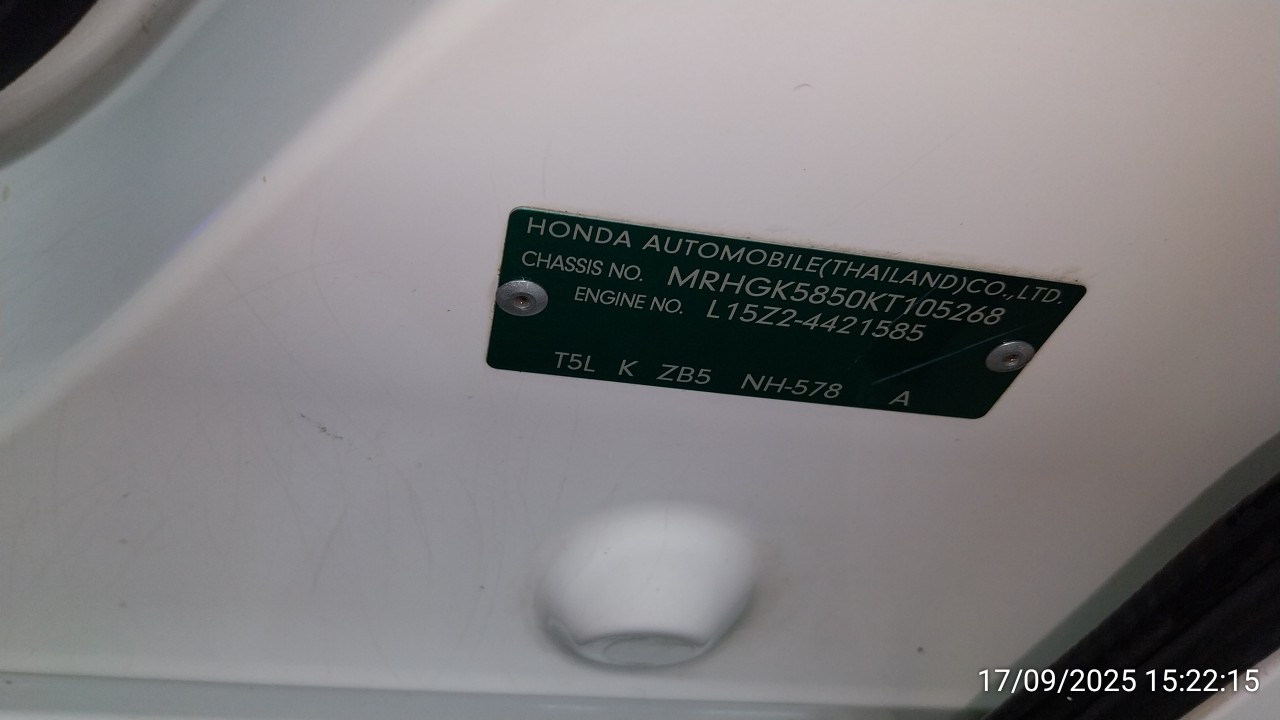 HONDA AUTOMOBILE(THAILAND)CO.,LTD.
CHASSIS NO. MRHGK5850KT105268
ENGINE NO. L15Z2-4421585
T5L K ZB5 NH-578 A
17/09/2025 15:22:15